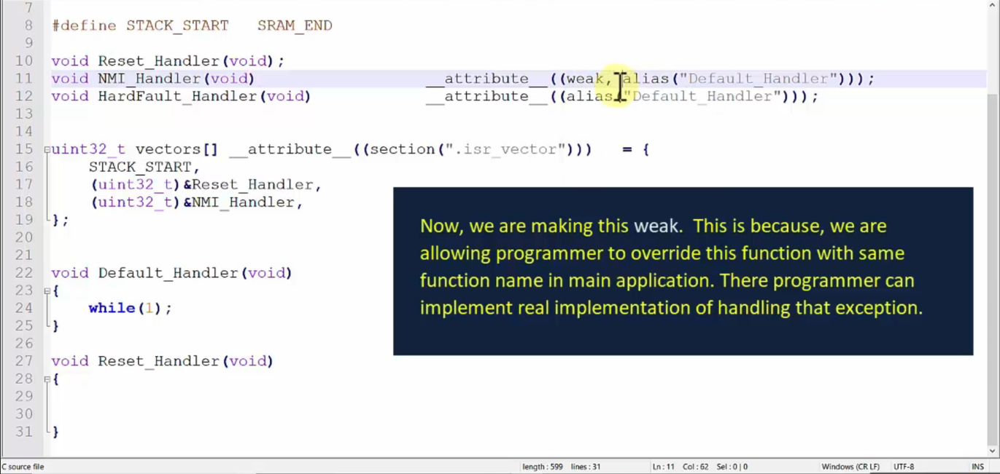 7
8 #define STACK_START SRAM_END
9
10 void Reset_Handler(void);
11 void NMI_Handler(void) __attribute__((weak, alias("Default_Handler")));
12 void HardFault_Handler(void) __attribute__((alias("Default_Handler")));
13
14
15 uint32_t vectors[] __attribute__((section(".isr_vector"))) = {
16 STACK_START,
17 (uint32_t)&Reset_Handler,
18 (uint32_t)&NMI_Handler,
19 };
20
21
22 void Default_Handler(void)
23 {
24 while(1);
25 }
26
27 void Reset_Handler(void)
28 {
29
30
31 }
Now, we are making this weak. This is because, we are
allowing programmer to override this function with same
function name in main application. There programmer can
implement real implementation of handling that exception.
C source file length : 599 lines : 31 Ln : 11 Col : 62 Sel : 0 | 0 Windows (CR LF) UTF-8 INS